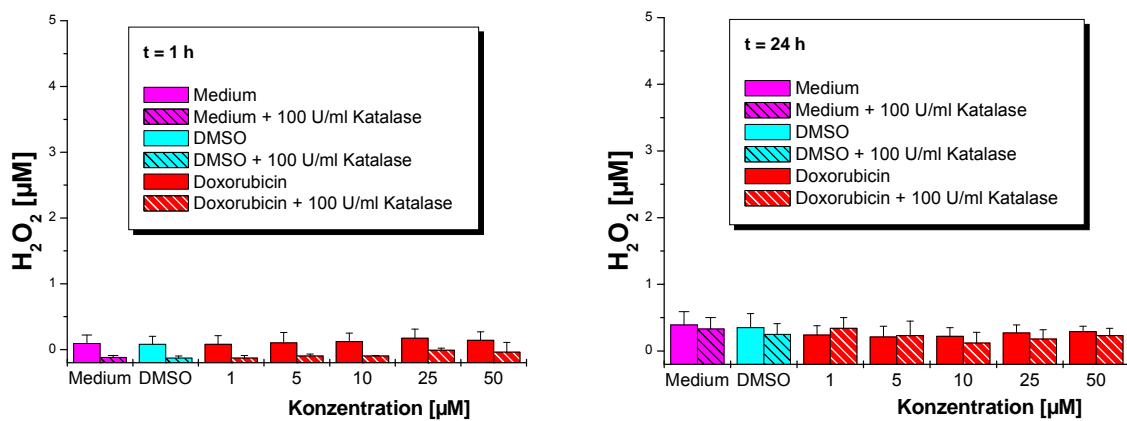 5
4
3
2
1
0
H₂O₂ [µM]
t = 1 h
Medium
Medium + 100 U/ml Katalase
DMSO
DMSO + 100 U/ml Katalase
Doxorubicin
Doxorubicin + 100 U/ml Katalase
Medium DMSO 1 5 10 25 50
Konzentration [µM]
5
4
3
2
1
0
H₂O₂ [µM]
t = 24 h
Medium
Medium + 100 U/ml Katalase
DMSO
DMSO + 100 U/ml Katalase
Doxorubicin
Doxorubicin + 100 U/ml Katalase
Medium DMSO 1 5 10 25 50
Konzentration [µM]